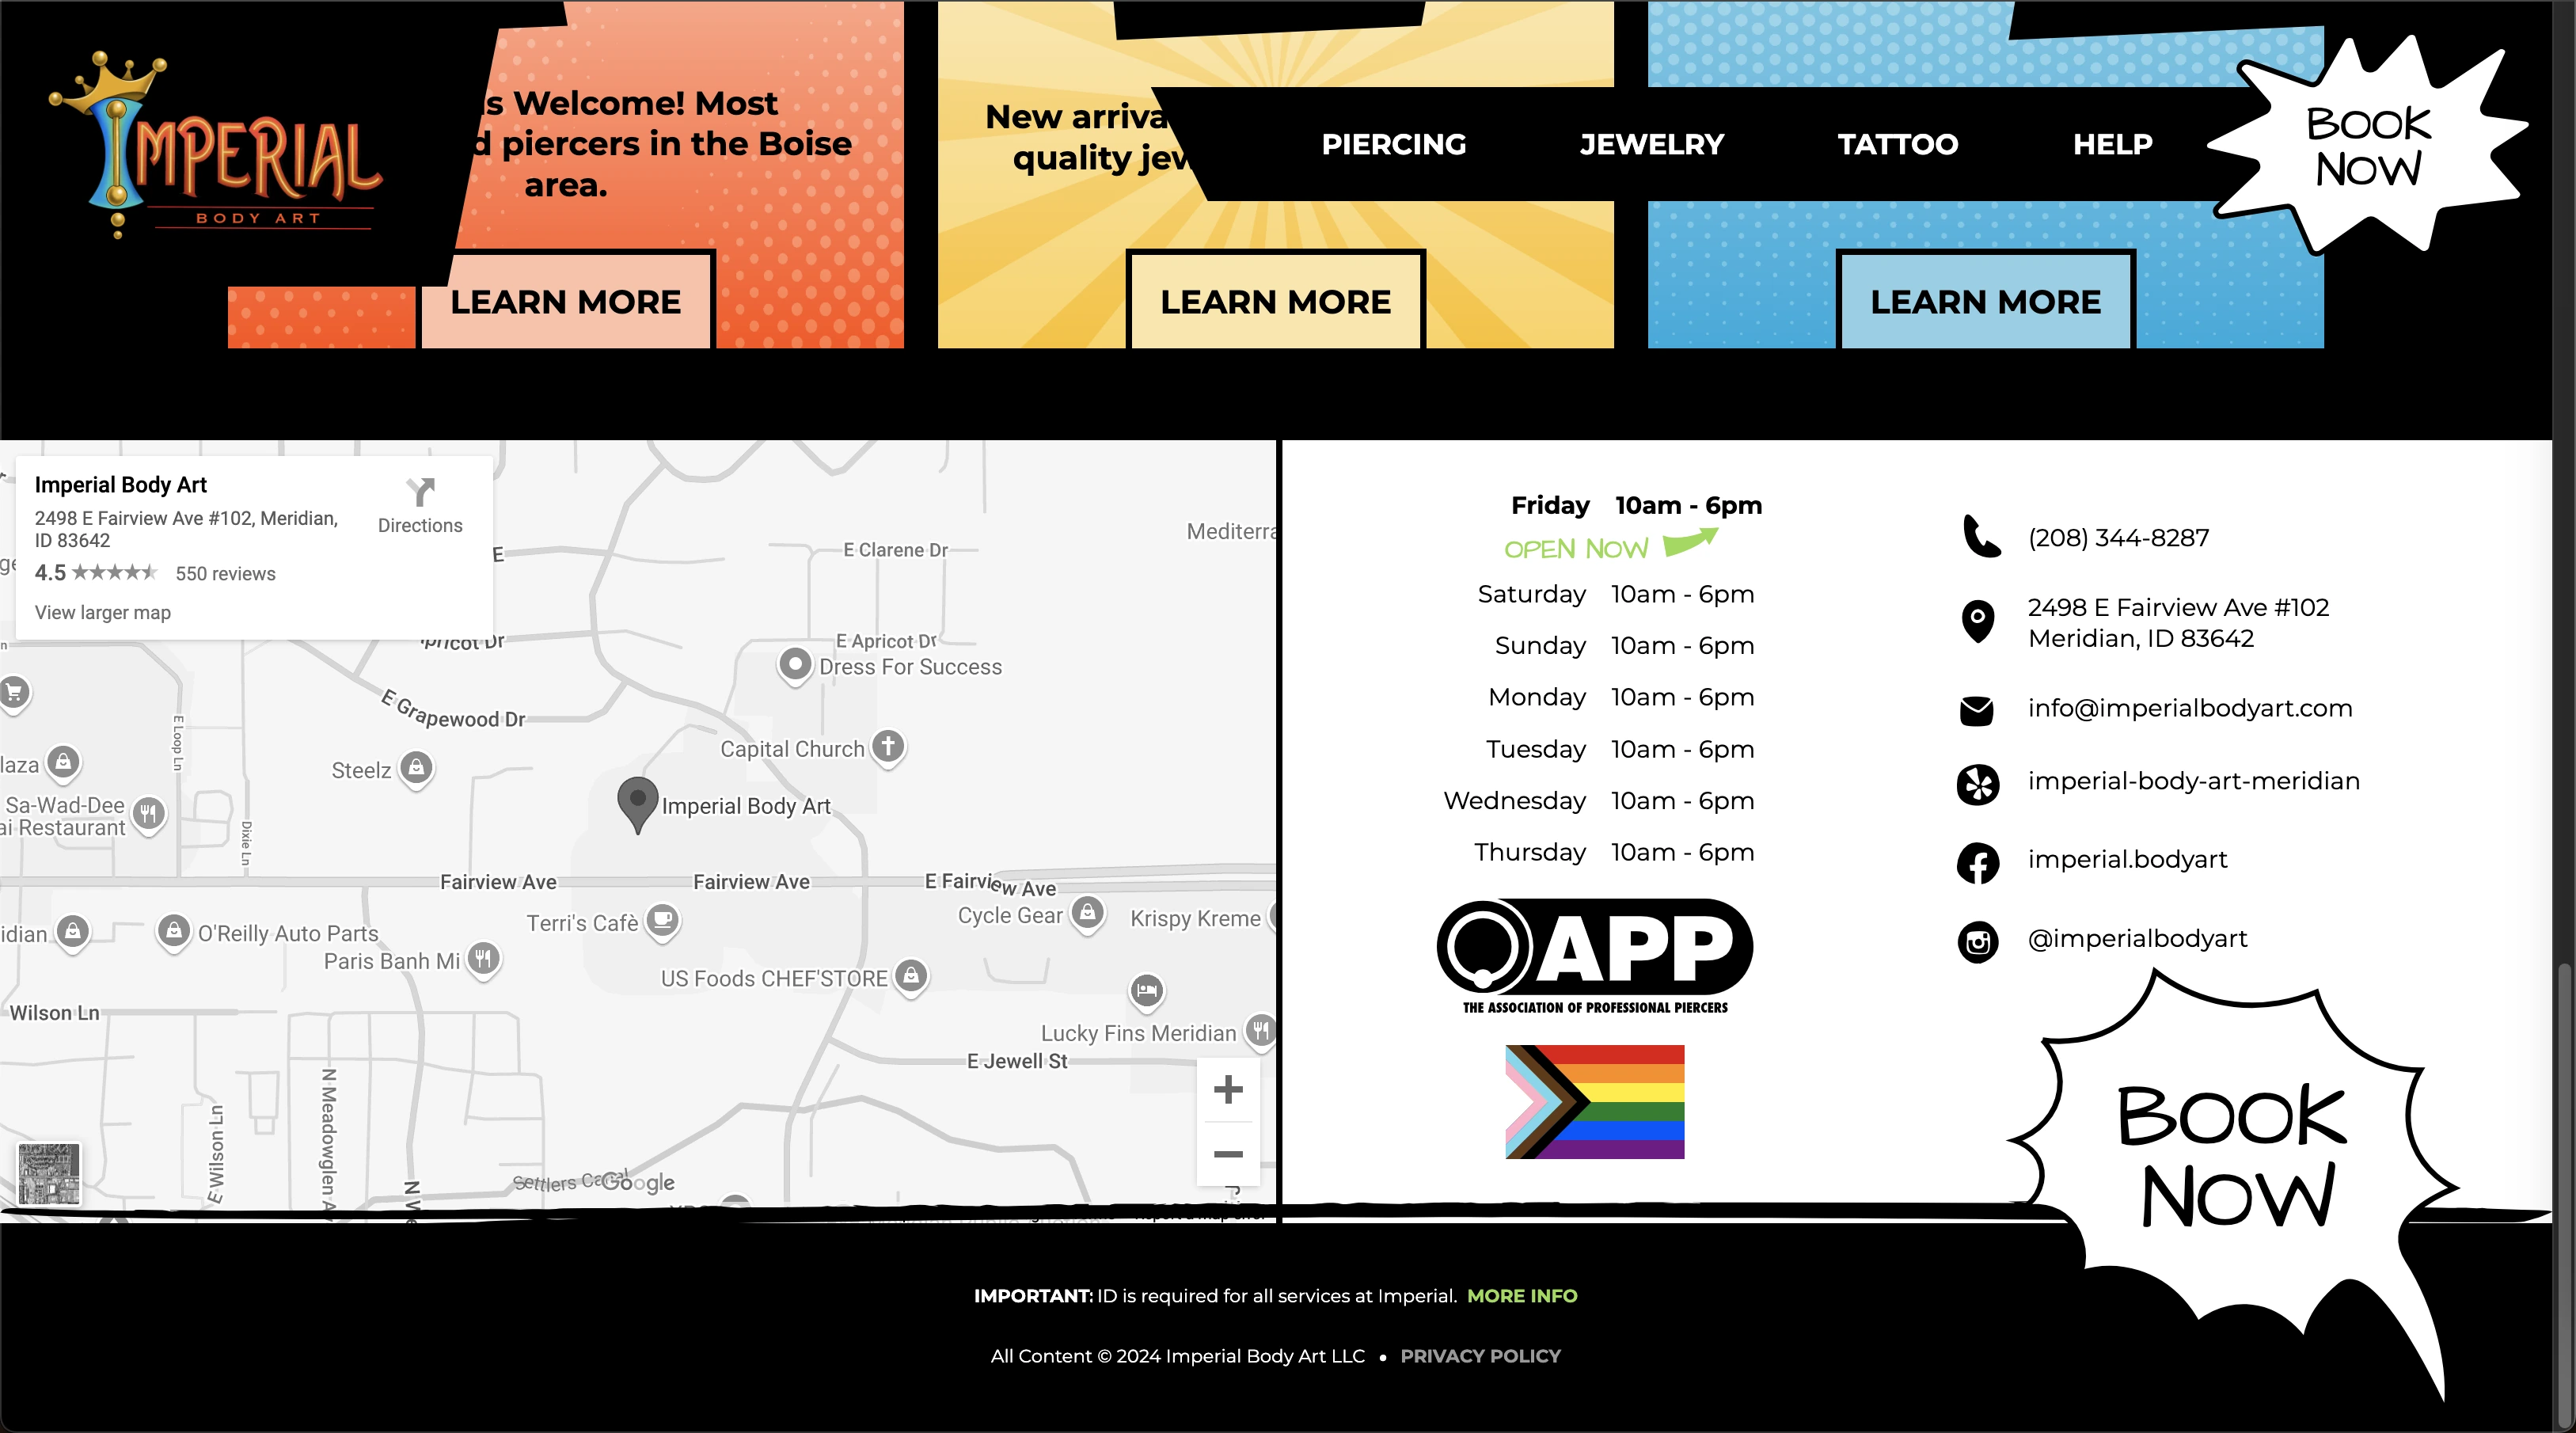 IMPERIAL
BODY ART
s Welcome! Most
d piercers in the Boise
area.
LEARN MORE
New arriva
quality jew
LEARN MORE
PIERCING
JEWELRY
TATTOO
HELP
BOOK
NOW
LEARN MORE
Imperial Body Art
2498 E Fairview Ave #102, Meridian,
ID 83642
4.5 550 reviews
View larger map
Directions
E
Mediterra
E Clarene Dr
E Apricot Dr
Dress For Success
E Grapewood Dr
E Loop Ln
Capital Church
Steelz
laza
Sa-Wad-Dee
ai Restaurant
Dixie Ln
Imperial Body Art
Fairview Ave
Fairview Ave
E Fairview Ave
Terri's Cafè
Cycle Gear
Krispy Kreme
idian
O'Reilly Auto Parts
Paris Banh Mi
US Foods CHEF'STORE
Wilson Ln
Lucky Fins Meridian
E Jewell St
E Wilson Ln
N Meadowglen A
Google
Friday 10am - 6pm
OPEN NOW
Saturday 10am - 6pm
Sunday 10am - 6pm
Monday 10am - 6pm
Tuesday 10am - 6pm
Wednesday 10am - 6pm
Thursday 10am - 6pm
APP
THE ASSOCIATION OF PROFESSIONAL PIERCERS
(208) 344-8287
2498 E Fairview Ave #102
Meridian, ID 83642
info@imperialbodyart.com
imperial-body-art-meridian
imperial.bodyart
@imperialbodyart
BOOK
NOW
IMPORTANT: ID is required for all services at Imperial. MORE INFO
All Content © 2024 Imperial Body Art LLC • PRIVACY POLICY